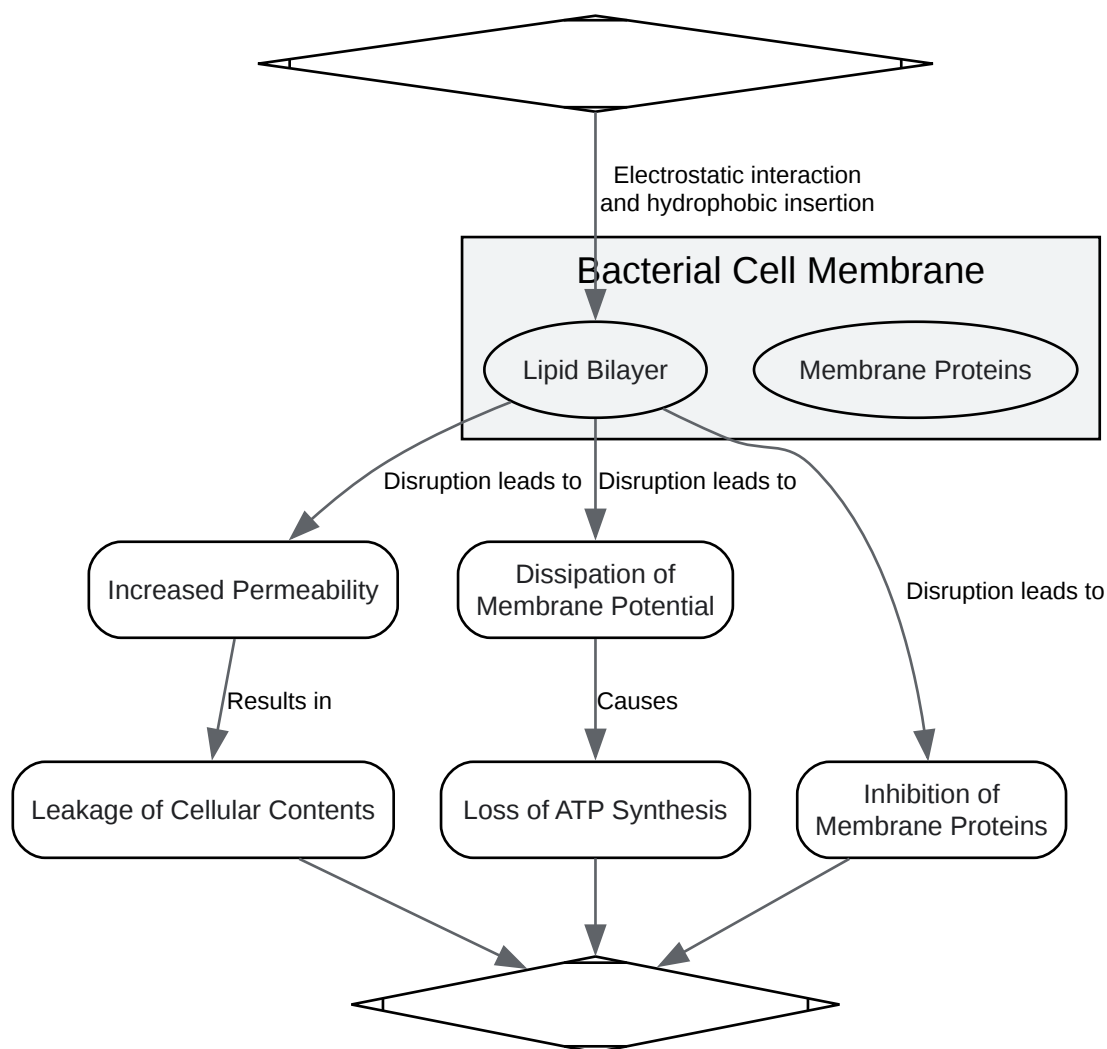 Electrostatic interaction
and hydrophobic insertion
Bacterial Cell Membrane
Lipid Bilayer
Membrane Proteins
Disruption leads to
Disruption leads to
Increased Permeability
Dissipation of
Membrane Potential
Disruption leads to
Results in
Causes
Leakage of Cellular Contents
Loss of ATP Synthesis
Inhibition of
Membrane Proteins